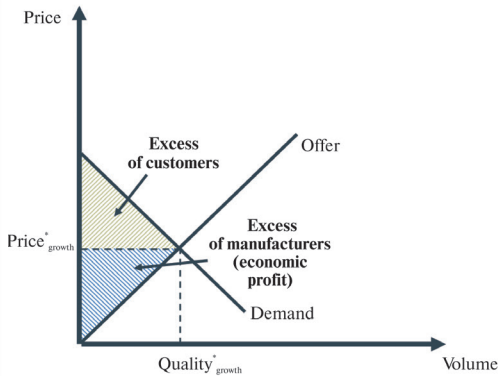 Price
Excess
of customers
Offer
Price*growth
Excess
of manufacturers
(economic
profit)
Demand
Quality*growth
Volume